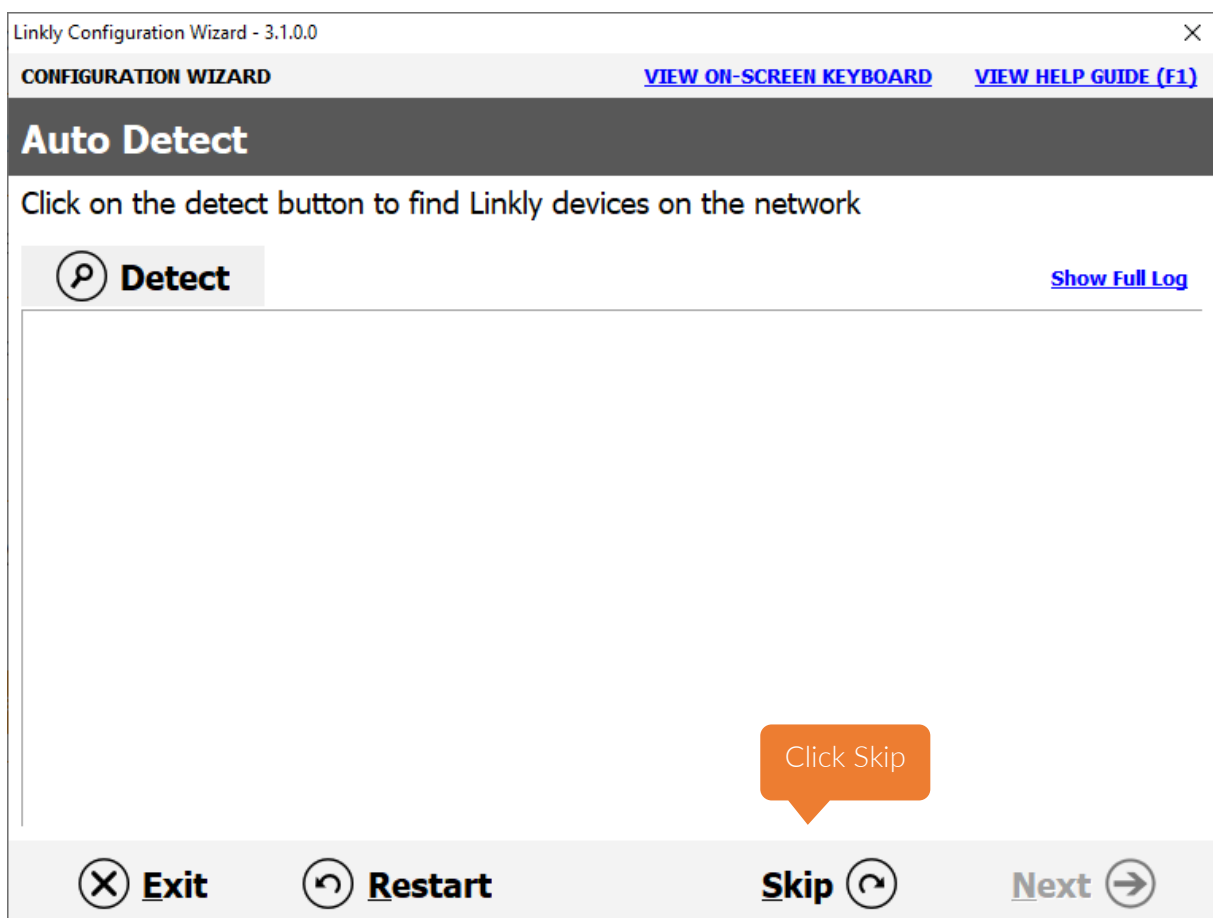 Linkly Configuration Wizard - 3.1.0.0
CONFIGURATION WIZARD VIEW ON-SCREEN KEYBOARD VIEW HELP GUIDE (F1)
Auto Detect
Click on the detect button to find Linkly devices on the network
Detect Show Full Log
Click Skip
Exit Restart Skip Next